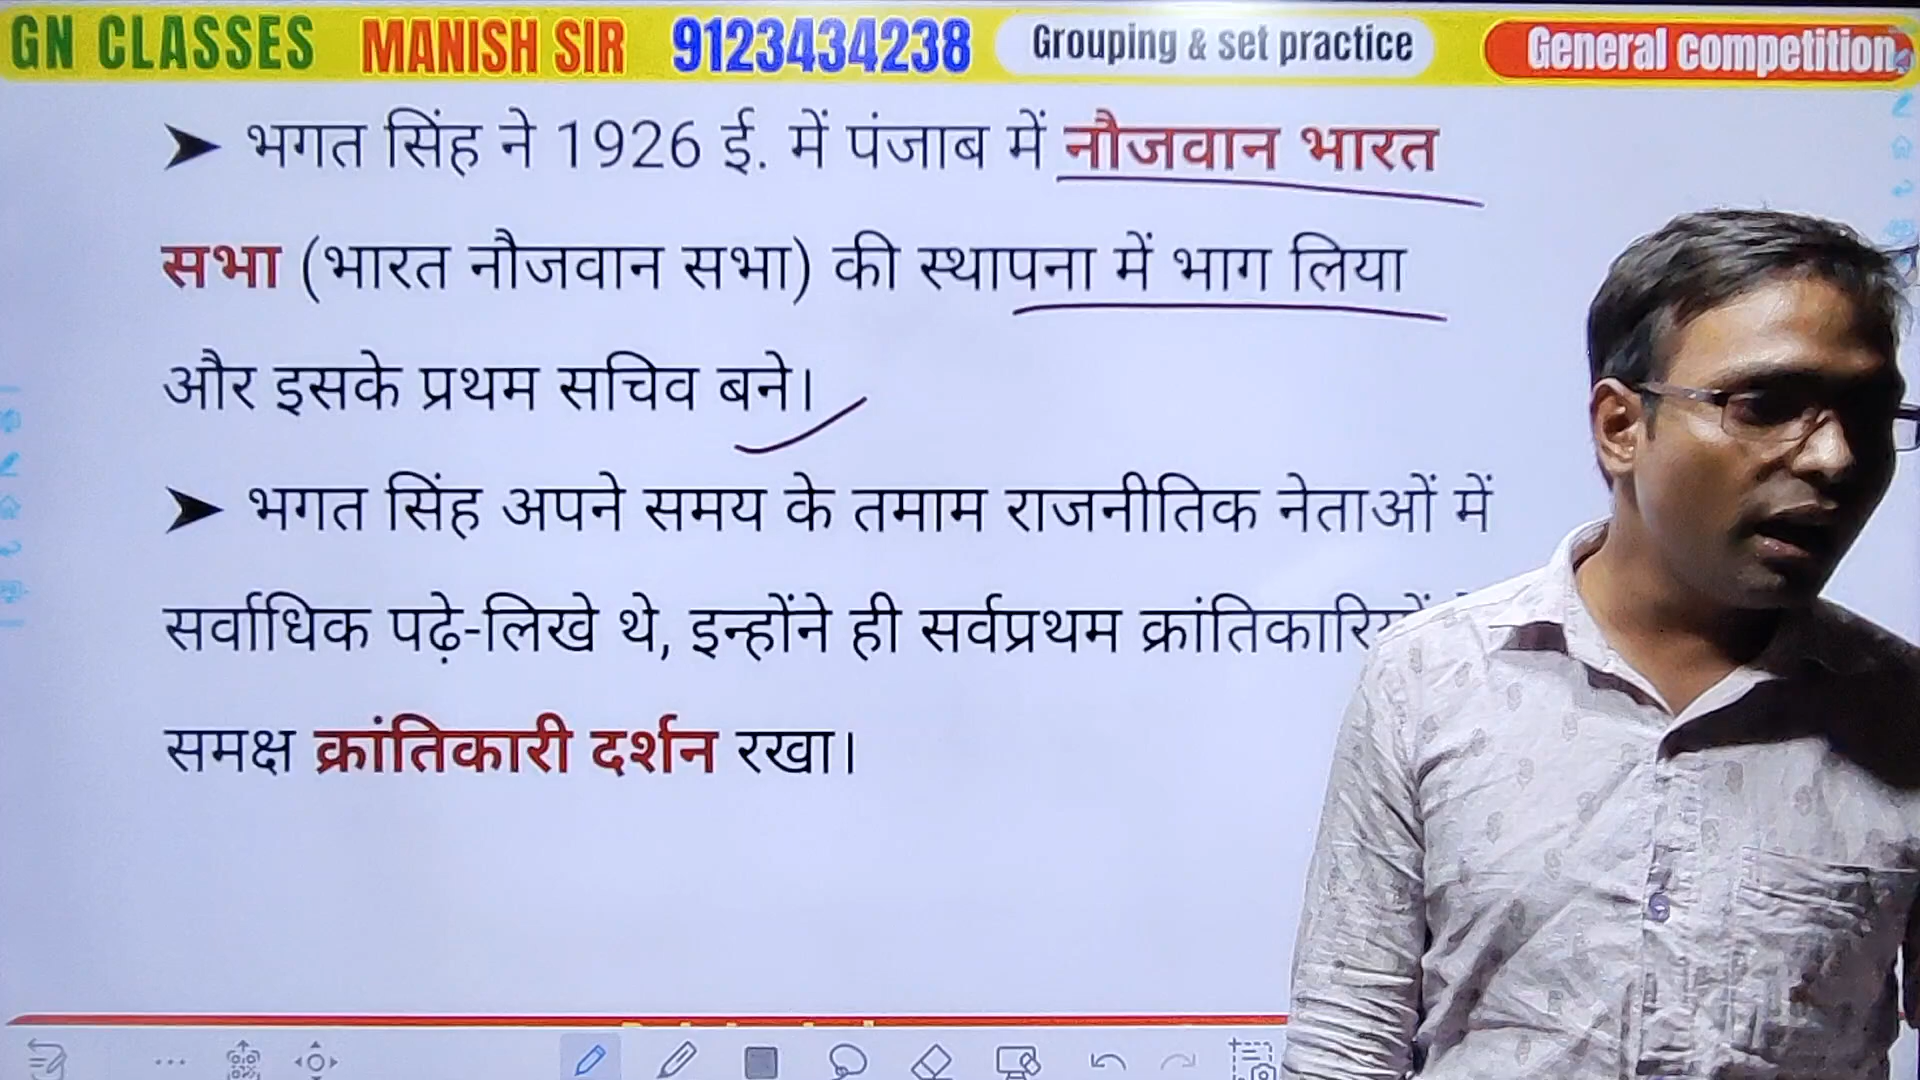 GN CLASSES MANISH SIR 9123434238 Grouping & set practice General competition
➤ भगत सिंह ने 1926 ई. में पंजाब में नौजवान भारत
सभा (भारत नौजवान सभा) की स्थापना में भाग लिया
और इसके प्रथम सचिव बने।
➤ भगत सिंह अपने समय के तमाम राजनीतिक नेताओं में
सर्वाधिक पढ़े-लिखे थे, इन्होंने ही सर्वप्रथम
समक्ष क्रांतिकारी दर्शन रखा।